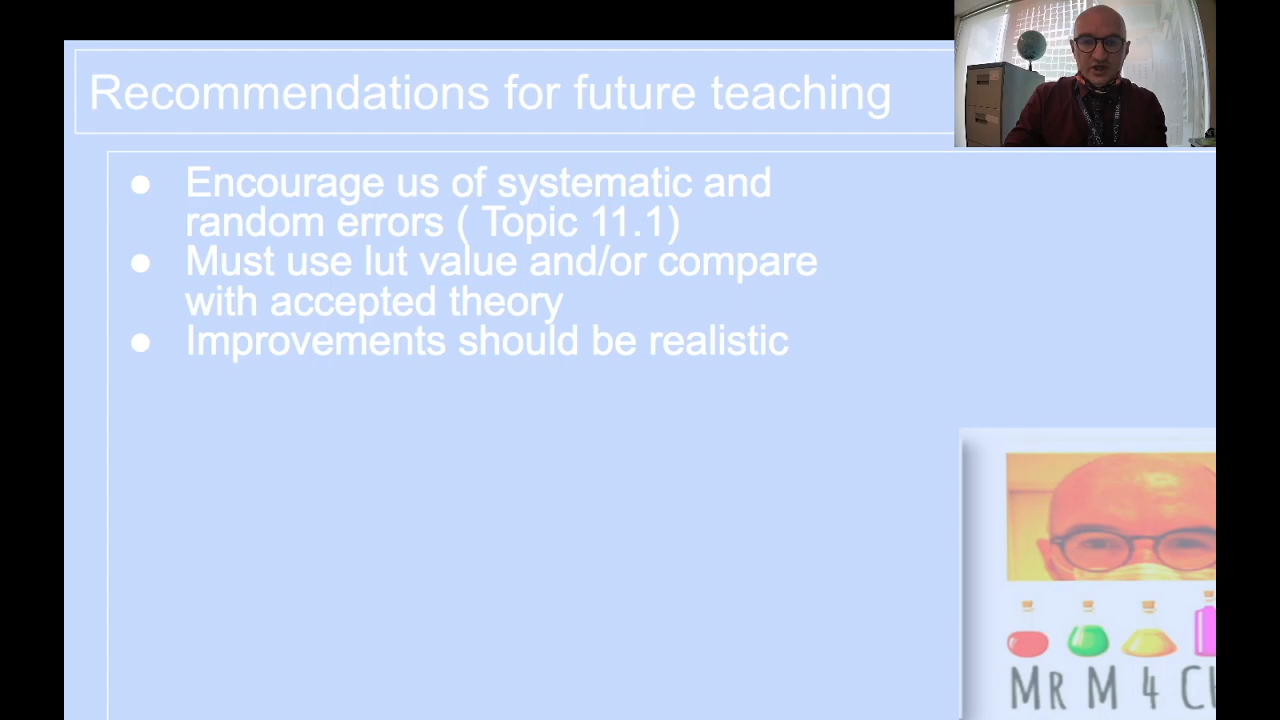 Recommendations for future teaching
● Encourage us of systematic and
random errors ( Topic 11.1)
● Must use lut value and/or compare
with accepted theory
● Improvements should be realistic
MR M 4 C